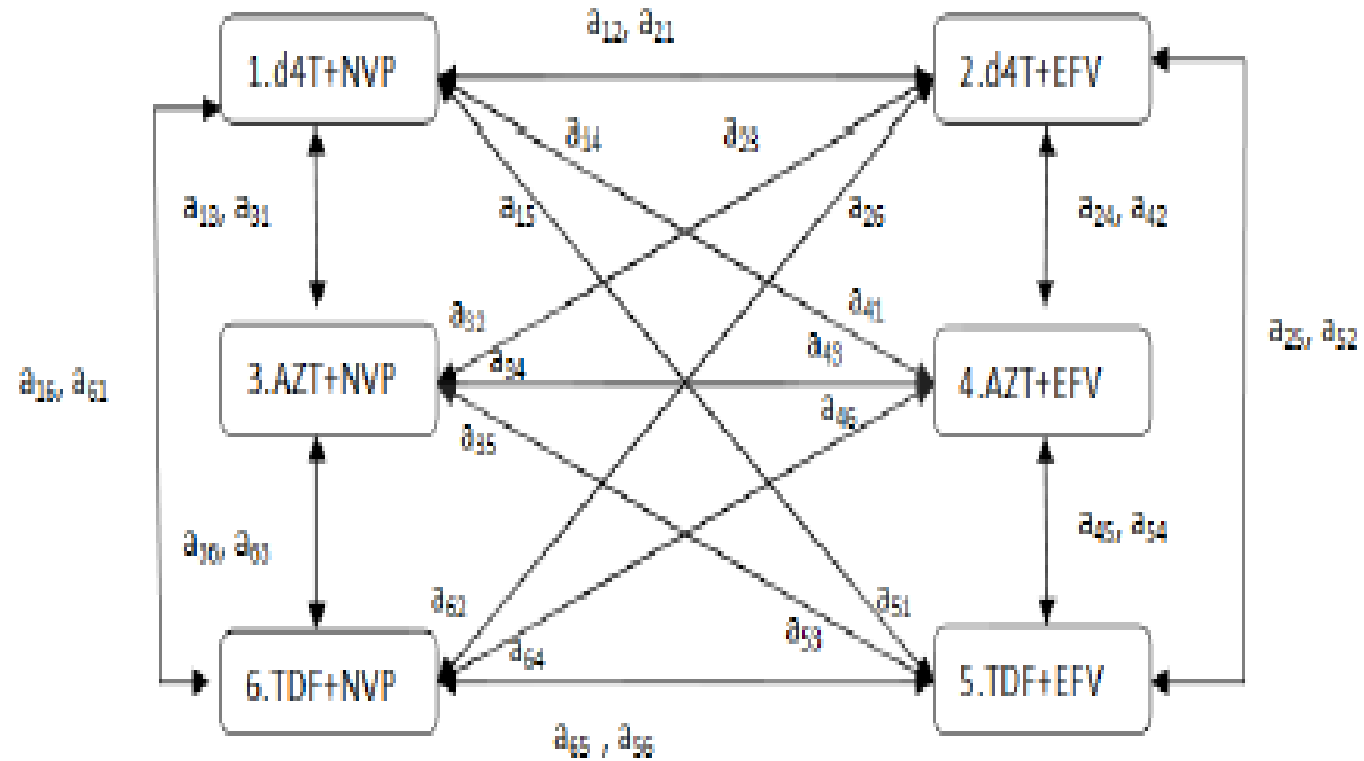 a₁₂, a₂₁
1.d4T+NVP
2.d4T+EFV
a₁₄
a₂₃
a₁₃, a₃₁
a₁₅
a₂₆
a₂₄, a₄₂
a₃₂
a₄₁
a₃₄
a₄₃
a₂₅, a₅₂
3.AZT+NVP
4.AZT+EFV
a₁₆, a₆₁
a₃₅
a₄₆
a₃₆, a₆₃
a₄₅, a₅₄
a₆₂
a₅₁
a₆₄
a₅₃
6.TDF+NVP
5.TDF+EFV
a₆₅ , a₅₆